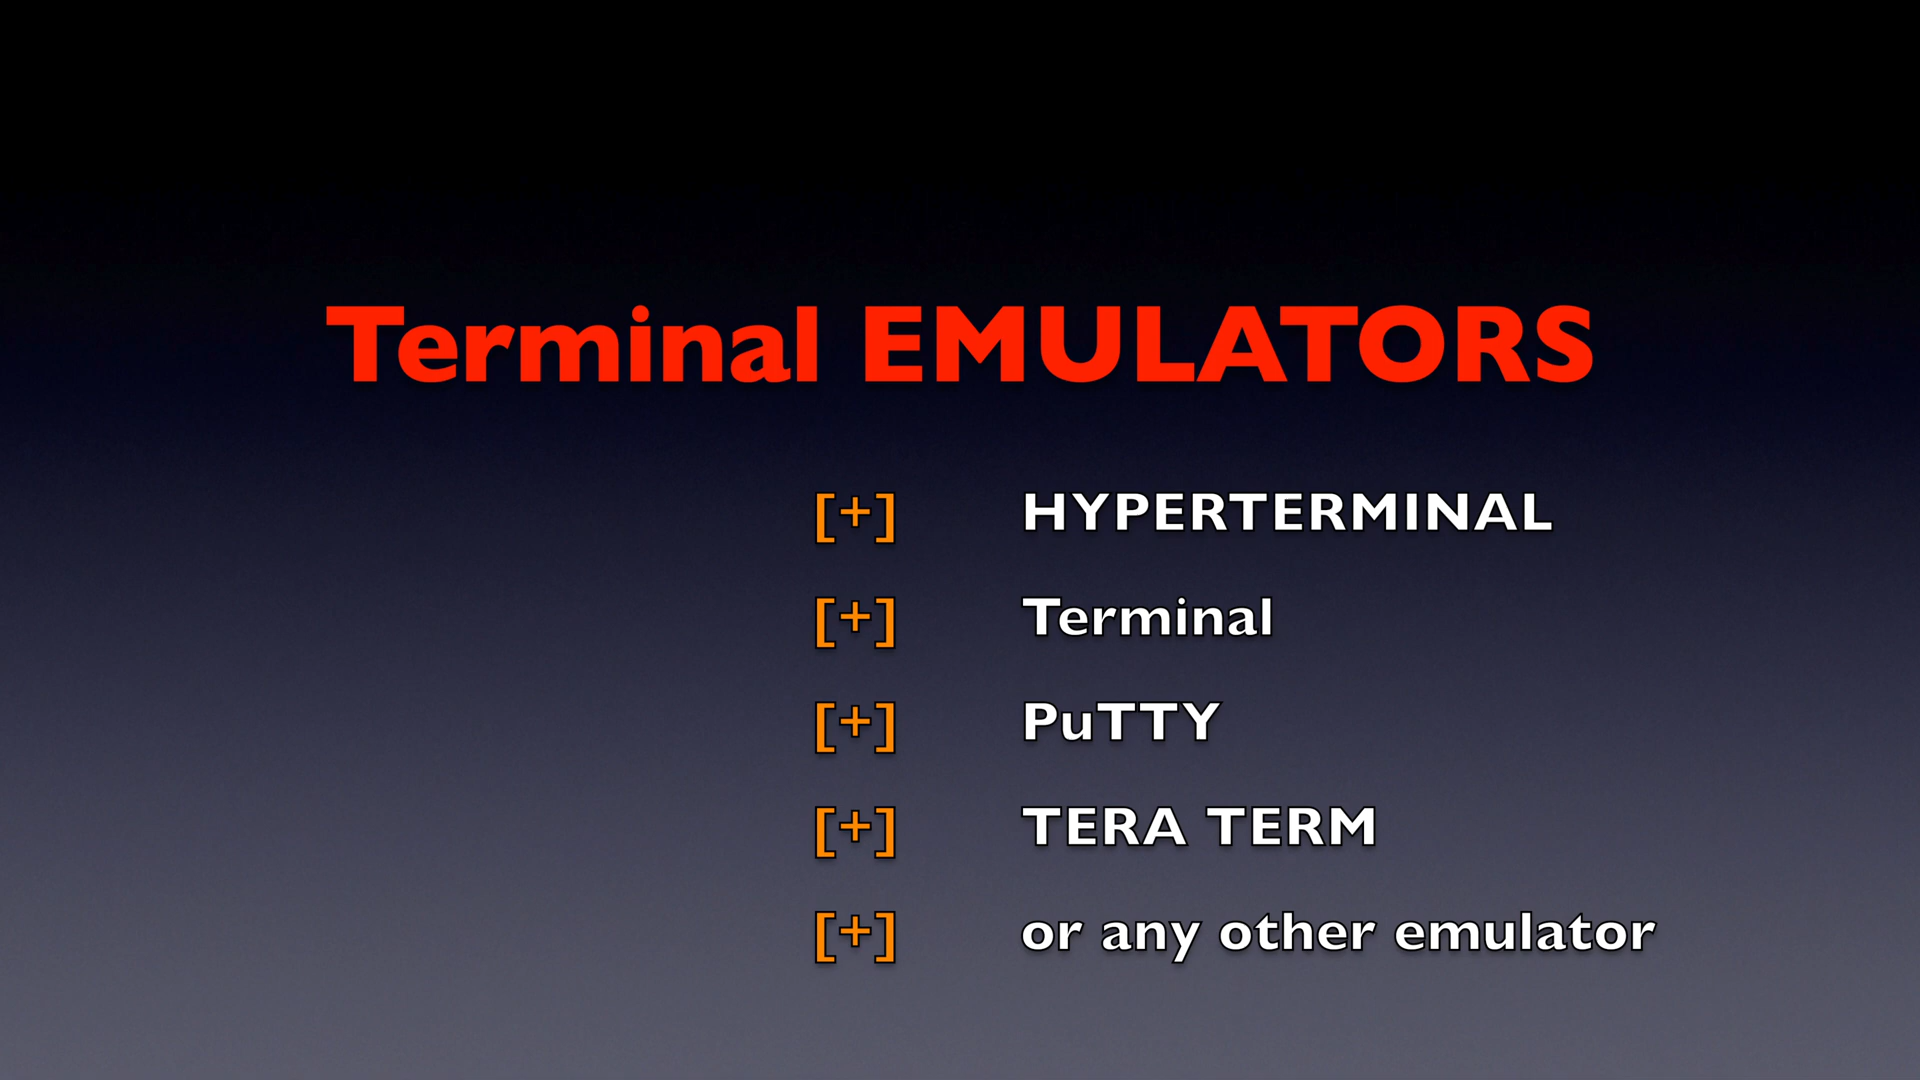 Terminal EMULATORS
[+] HYPERTERMINAL
[+] Terminal
[+] PuTTY
[+] TERA TERM
[+] or any other emulator